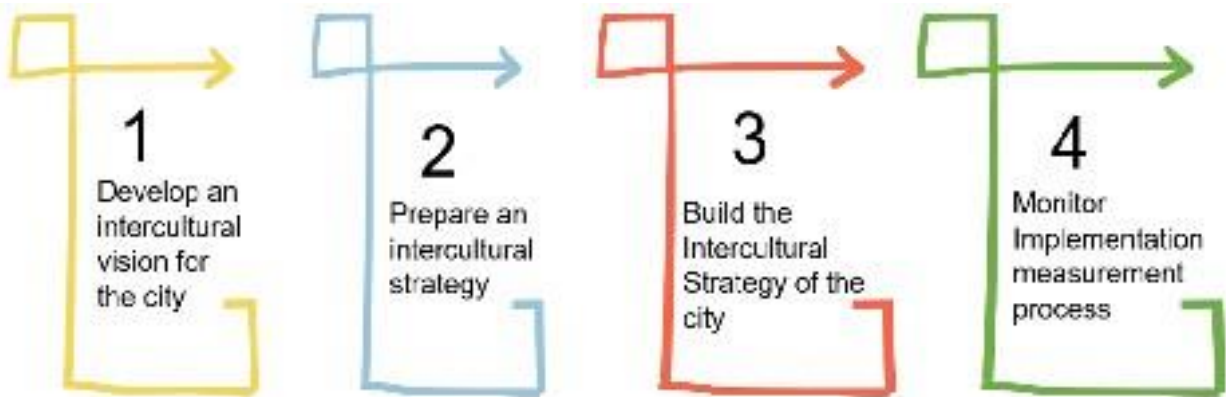 1
Develop an
intercultural
vision for
the city
2
Prepare an
intercultural
strategy
3
Build the
Intercultural
Strategy of the
city
4
Monitor
Implementation
measurement
process